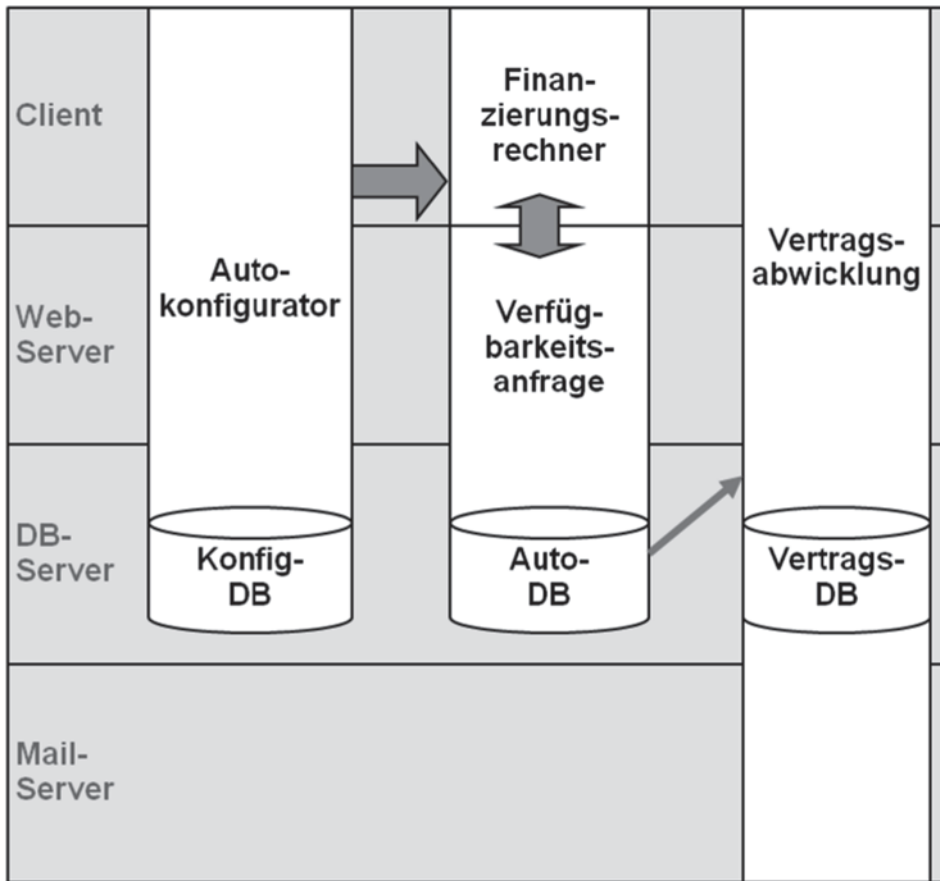 Client
Web-
Server
DB-
Server
Mail-
Server
Auto-
konfigurator
Konfig-
DB
Finan-
zierungs-
rechner
Verfüg-
barkeits-
anfrage
Auto-
DB
Vertrags-
abwicklung
Vertrags-
DB